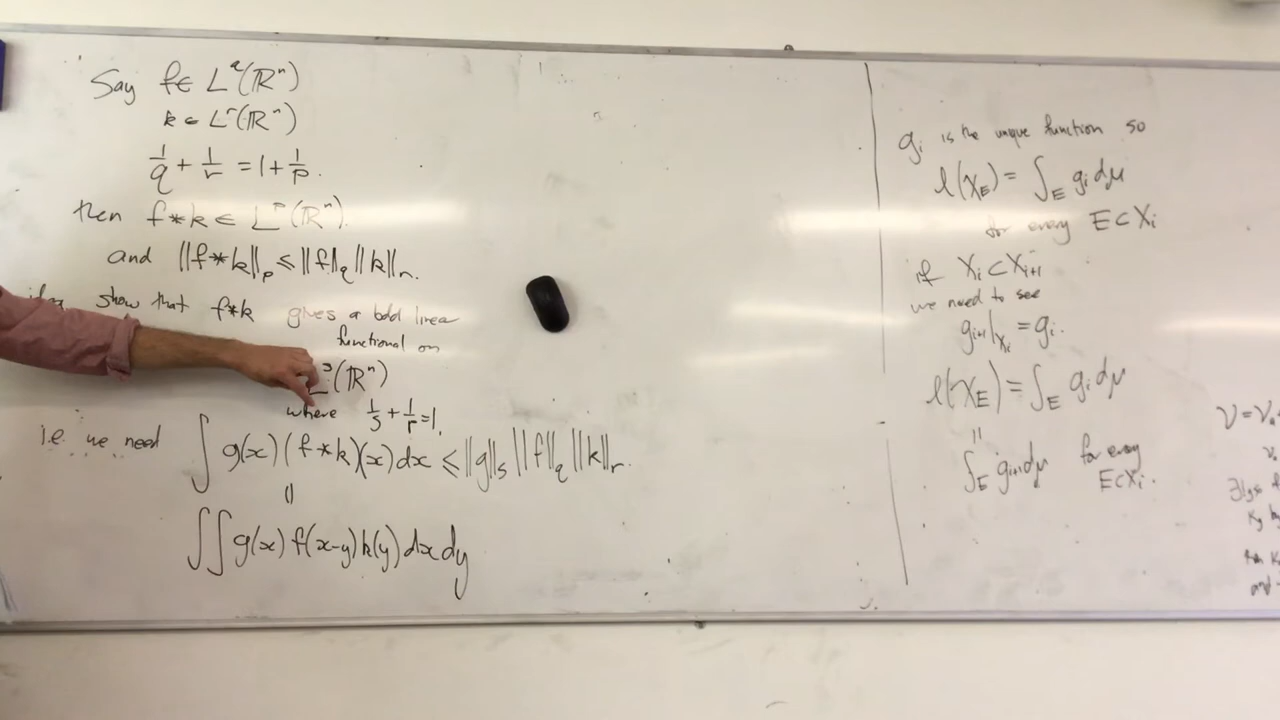 Say f ∈ L^q(ℝ^n)
k ∈ L^r(ℝ^n)
1/q + 1/r = 1 + 1/p.
then f*k ∈ L^p(ℝ^n).
and ||f*k||_p ≤ ||f||_q ||k||_r.
show that f*k gives a bdd linear
functional on
L^s(ℝ^n)
where 1/s + 1/r = 1.
i.e. we need ∫ g(x) (f*k)(x) dx ≤ ||g||_s ||f||_q ||k||_r.
||
∫∫ g(x) f(x-y) k(y) dx dy
g_i is the unique function so
l(χ_E) = ∫_E g_i dμ
for every E ⊂ X_i
if X_i ⊂ X_{i+1}
we need to see
g_{i+1}|_{X_i} = g_i.
l(χ_E) = ∫_E g_i dμ
||
∫_E g_{i+1} dμ for every
E ⊂ X_i.